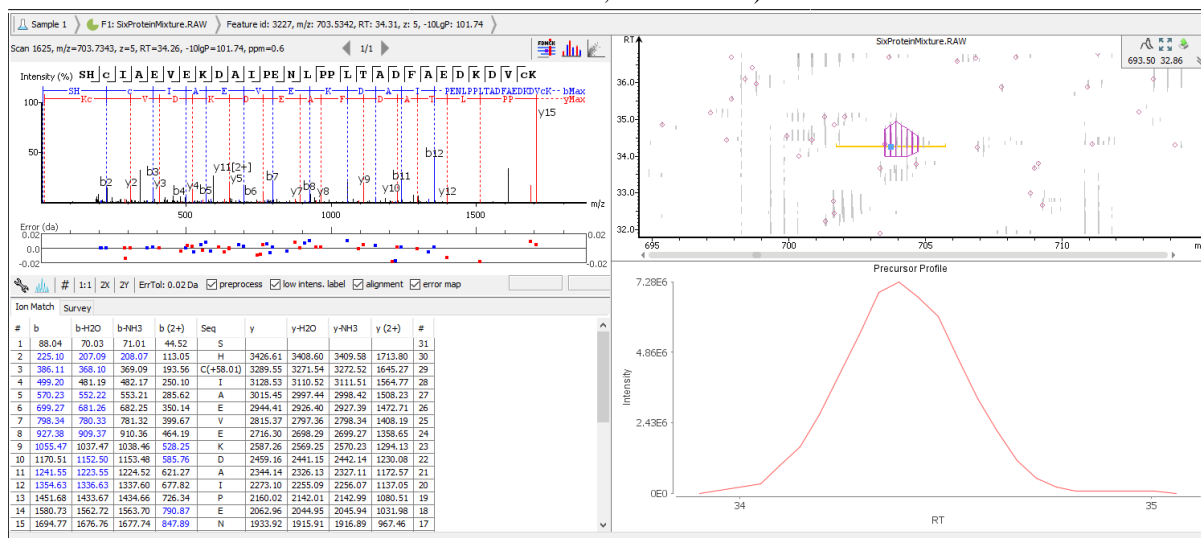 Sample 1 F1: SixProteinMixture.RAW Feature id: 3227, m/z: 703.5342, RT: 34.31, z: 5, -10LgP: 101.74
Scan 1625, m/z=703.7343, z=5, RT=34.26, -10lgP=101.74, ppm=0.6 1/1
Intensity (%) SH c I A E V E K D A I P E N L P P L T A D F A E D K D V c K
SH c I A E V E K D A I PENLPPLTADFAEDKDVcK bMax
Kc V D K D E A F D A T L PP yMax
100
50
y15
b12
b3
y11[2+]
b11
b2 y2 y3 b4 y4 b5 y5 b6 b7 y7 b8 y8 y9 y10 y12
500 1000 1500 m/z
Error (da)
0.02 0.02
0.0
-0.02 -0.02
# 1:1 2X 2Y ErrTol: 0.02 Da preprocess low intens. label alignment error map
Ion Match Survey
# b b-H2O b-NH3 b (2+) Seq y y-H2O y-NH3 y (2+) #
1 88.04 70.03 71.01 44.52 S 31
2 225.10 207.09 208.07 113.05 H 3426.61 3408.60 3409.58 1713.80 30
3 386.11 368.10 369.09 193.56 C(+58.01) 3289.55 3271.54 3272.52 1645.27 29
4 499.20 481.19 482.17 250.10 I 3128.53 3110.52 3111.51 1564.77 28
5 570.23 552.22 553.21 285.62 A 3015.45 2997.44 2998.42 1508.23 27
6 699.27 681.26 682.25 350.14 E 2944.41 2926.40 2927.39 1472.71 26
7 798.34 780.33 781.32 399.67 V 2815.37 2797.36 2798.34 1408.19 25
8 927.38 909.37 910.36 464.19 E 2716.30 2698.29 2699.27 1358.65 24
9 1055.47 1037.47 1038.46 528.25 K 2587.26 2569.25 2570.23 1294.13 23
10 1170.51 1152.50 1153.48 585.76 D 2459.16 2441.15 2442.14 1230.08 22
11 1241.55 1223.55 1224.52 621.27 A 2344.14 2326.13 2327.11 1172.57 21
12 1354.63 1336.63 1337.60 677.82 I 2273.10 2255.09 2256.07 1137.05 20
13 1451.68 1433.67 1434.66 726.34 P 2160.02 2142.01 2142.99 1080.51 19
14 1580.73 1562.72 1563.70 790.87 E 2062.96 2044.95 2045.94 1031.98 18
15 1694.77 1676.76 1677.74 847.89 N 1933.92 1915.91 1916.89 967.46 17
RT SixProteinMixture.RAW
693.50 32.86
36.0
35.0
34.0
33.0
32.0
695 700 705 710 m
Precursor Profile
7.28E6
4.86E6
2.43E6
0E0
Intensity
34 35
RT